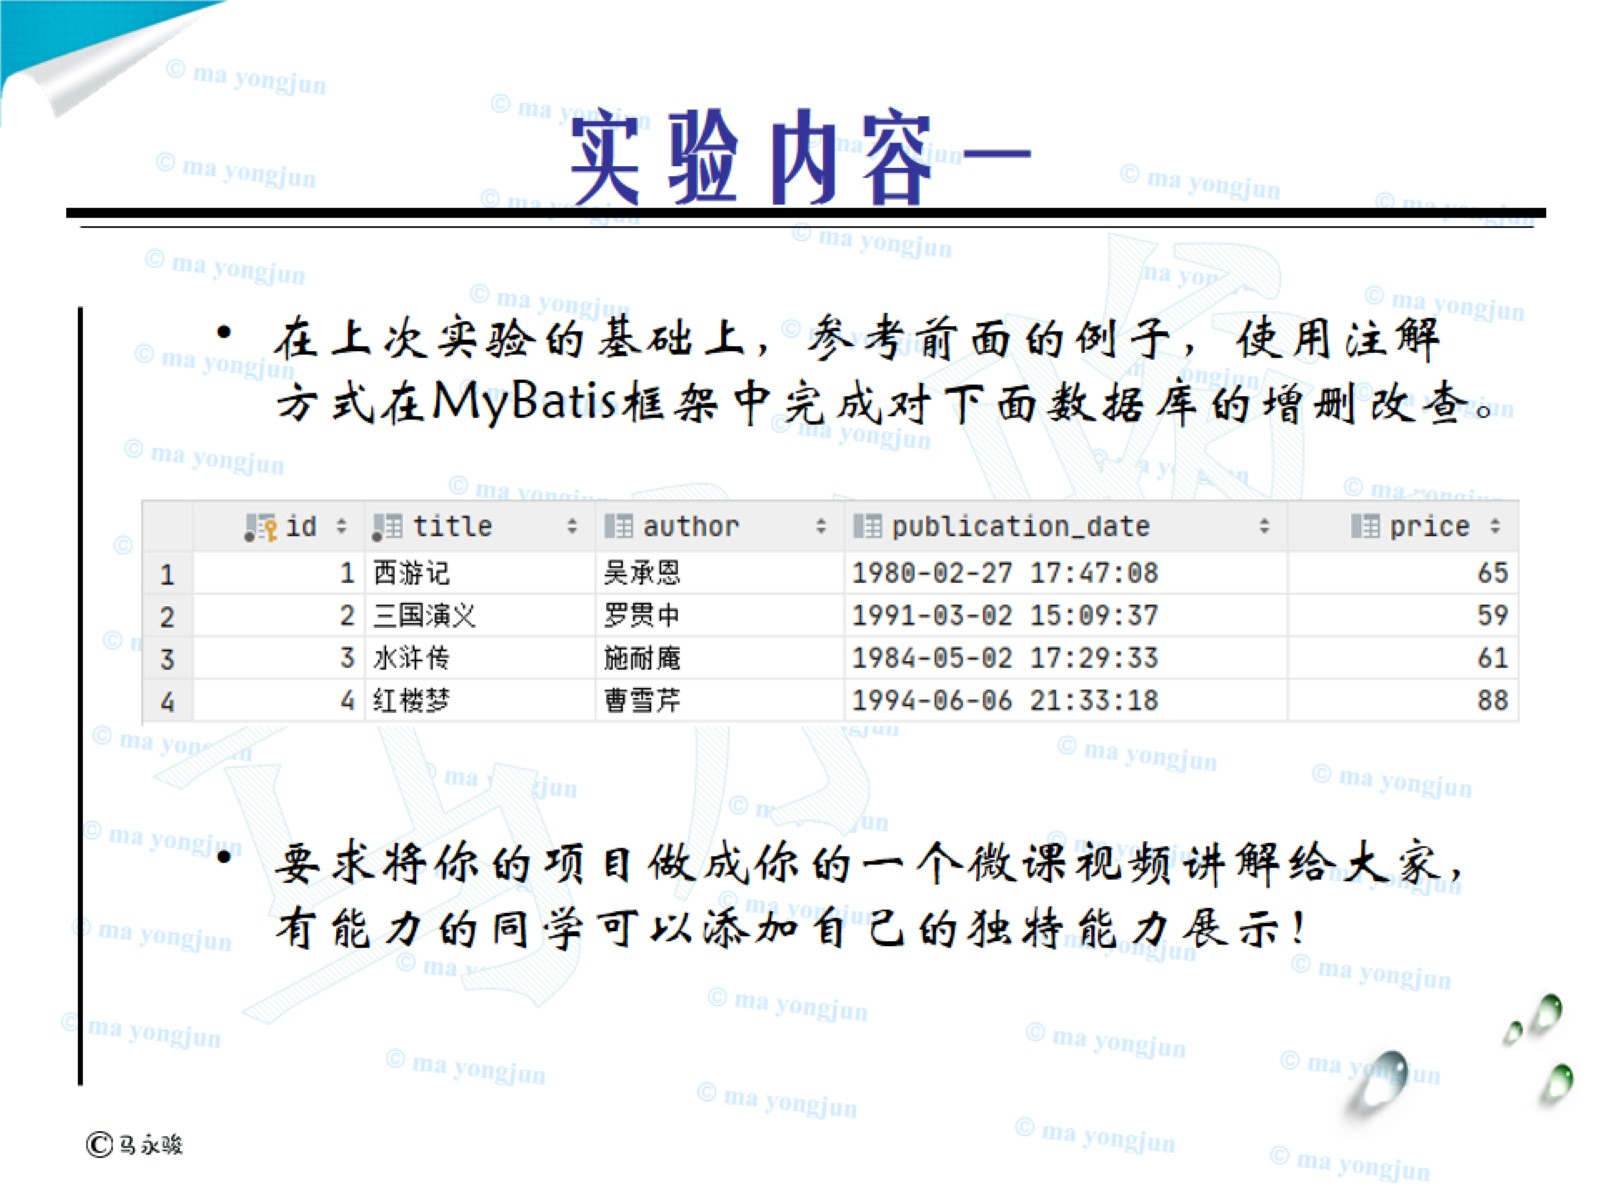 实验内容一
• 在上次实验的基础上，参考前面的例子，使用注解
方式在MyBatis框架中完成对下面数据库的增删改查。
id title author publication_date price
1 1 西游记 吴承恩 1980-02-27 17:47:08 65
2 2 三国演义 罗贯中 1991-03-02 15:09:37 59
3 3 水浒传 施耐庵 1984-05-02 17:29:33 61
4 4 红楼梦 曹雪芹 1994-06-06 21:33:18 88
• 要求将你的项目做成你的一个微课视频讲解给大家，
有能力的同学可以添加自己的独特能力展示！
©马永骏
© ma yongjun